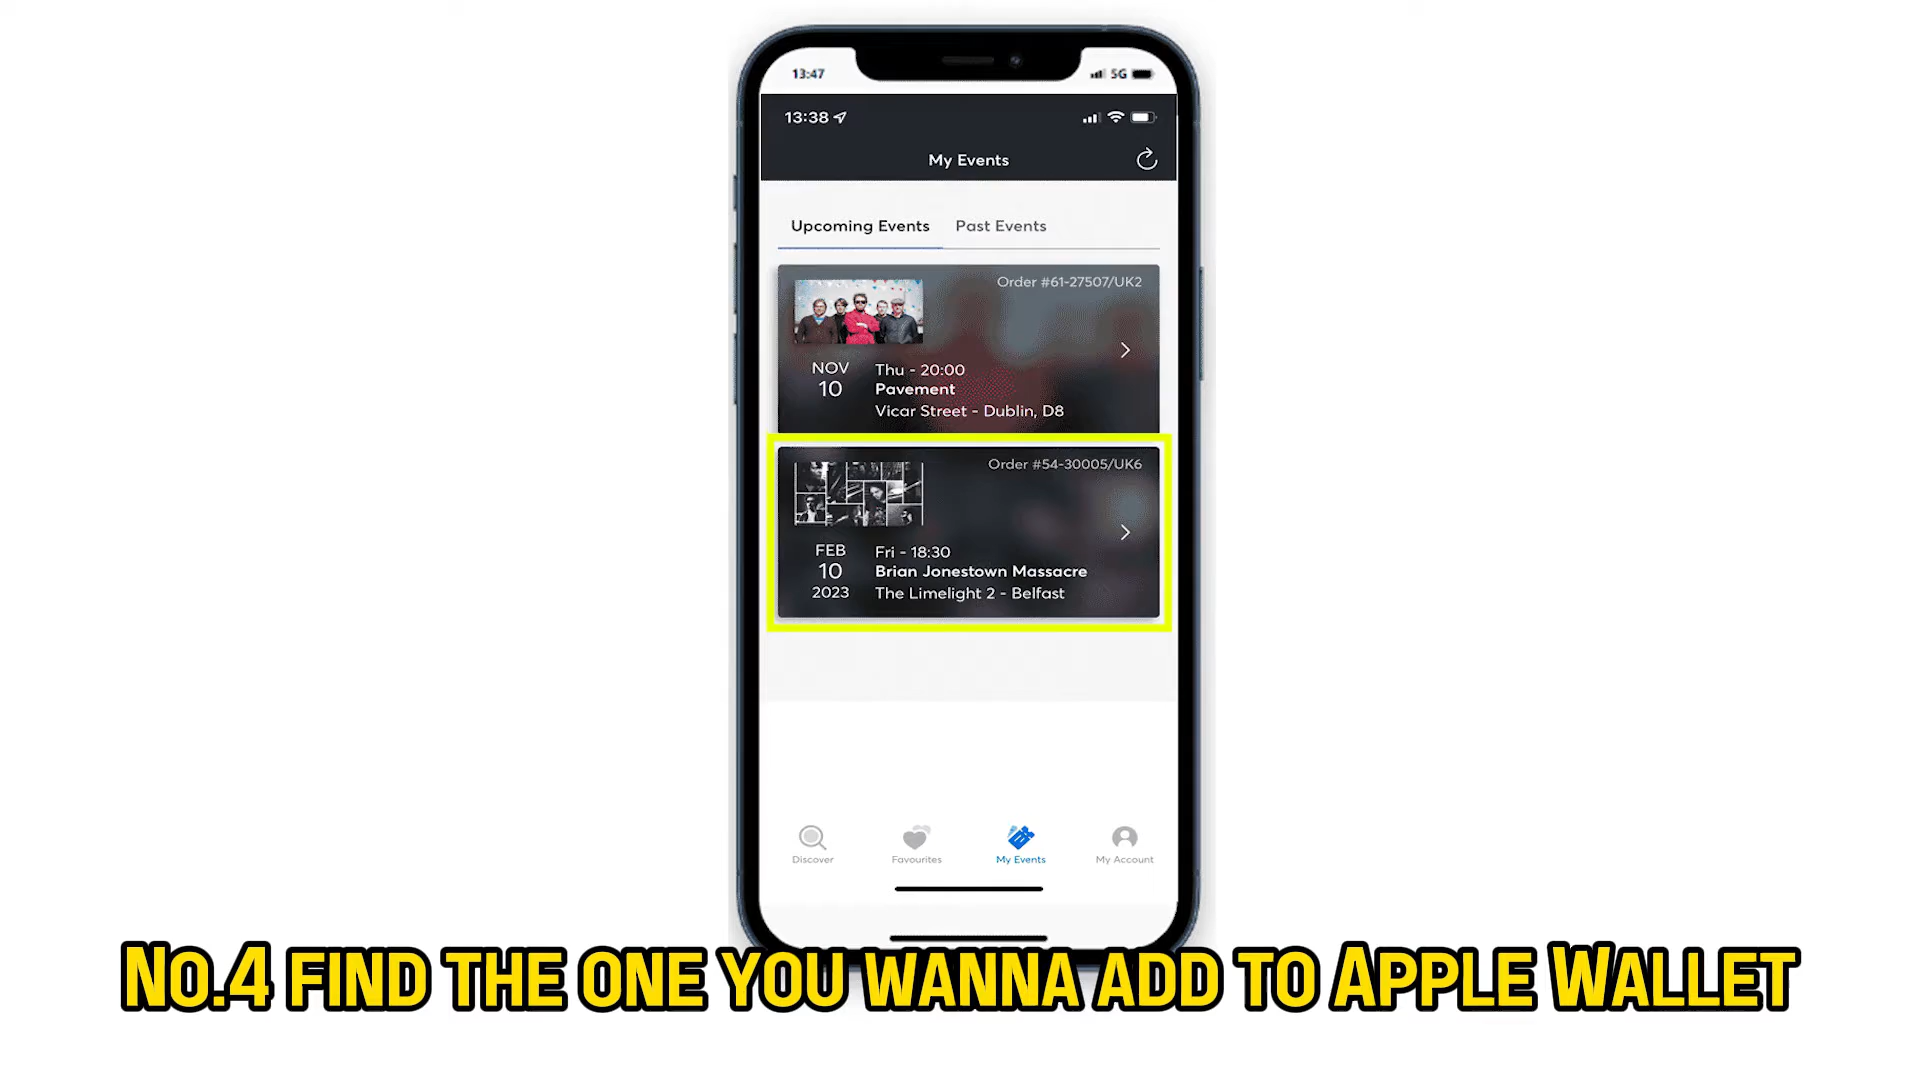 13:47
5G
13:38
My Events
Upcoming Events Past Events
Order #61-27507/UK2
NOV
10
Thu - 20:00
Pavement
Vicar Street - Dublin, D8
Order #54-30005/UK6
FEB
10
2023
Fri - 18:30
Brian Jonestown Massacre
The Limelight 2 - Belfast
Discover Favourites My Events My Account
No.4 find the one you wanna add to Apple Wallet